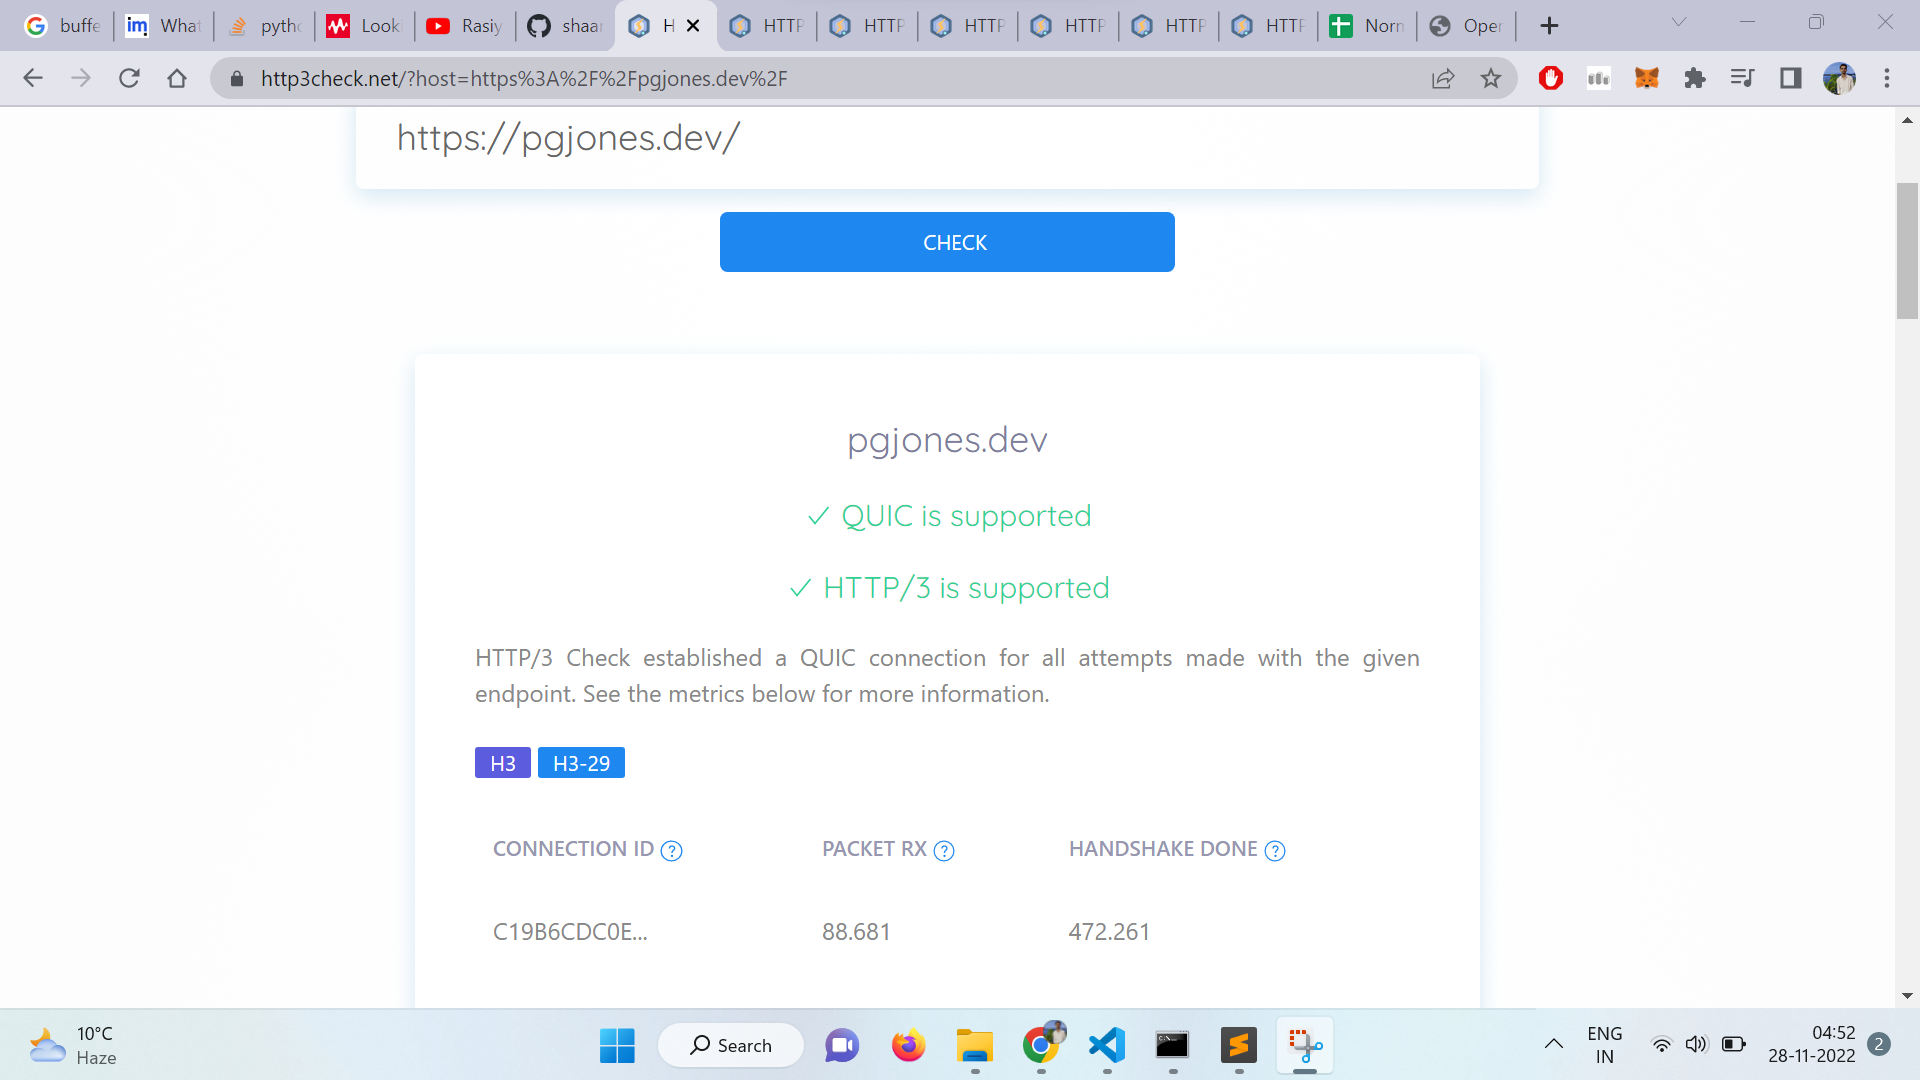 buffe
What
pytho
Looki
Rasiy
shaar
H
HTTP
HTTP
HTTP
HTTP
HTTP
HTTP
Norm
Oper
http3check.net/?host=https%3A%2F%2Fpgjones.dev%2F
https://pgjones.dev/
CHECK
pgjones.dev
QUIC is supported
HTTP/3 is supported
HTTP/3 Check established a QUIC connection for all attempts made with the given
endpoint. See the metrics below for more information.
H3 H3-29
CONNECTION ID ? PACKET RX ? HANDSHAKE DONE ?
C19B6CDC0E... 88.681 472.261
10°C
Haze
Search
ENG
IN
04:52
28-11-2022
2